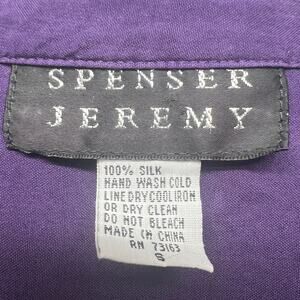 SPENSER
JEREMY
100% SILK
HAND WASH COLD
LINE DRY COOL IRON
OR DRY CLEAN
DO NOT BLEACH
MADE IN CHINA
RN 73163
S